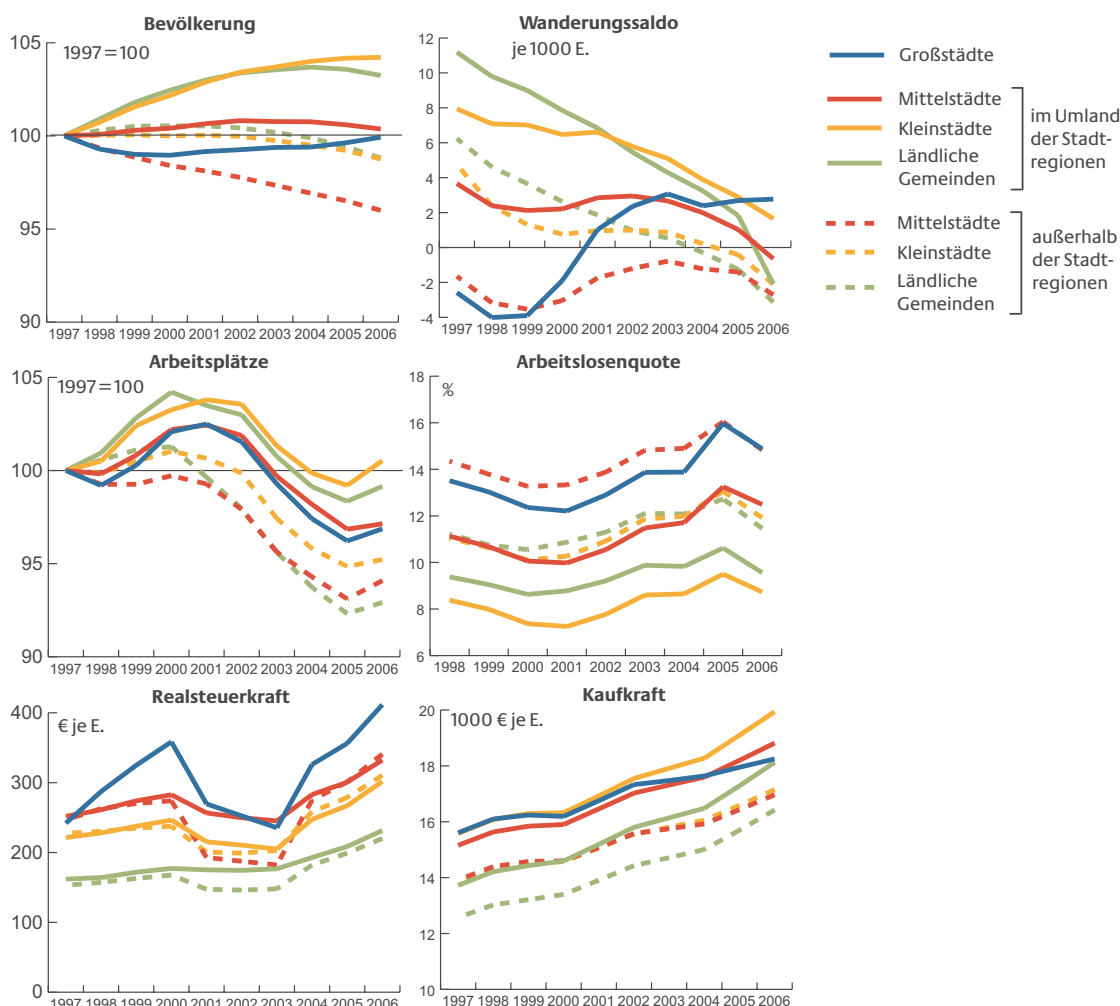 Bevölkerung
1997=100
105
100
95
90
1997 1998 1999 2000 2001 2002 2003 2004 2005 2006
Wanderungssaldo
je 1000 E.
12
10
8
6
4
2
0
-2
-4
1997 1998 1999 2000 2001 2002 2003 2004 2005 2006
Großstädte
Mittelstädte
Kleinstädte
Ländliche
Gemeinden
im Umland
der Stadt-
regionen
Mittelstädte
Kleinstädte
Ländliche
Gemeinden
außerhalb
der Stadt-
regionen
Arbeitsplätze
1997=100
105
100
95
90
1997 1998 1999 2000 2001 2002 2003 2004 2005 2006
Arbeitslosenquote
%
18
16
14
12
10
8
6
1998 1999 2000 2001 2002 2003 2004 2005 2006
Realsteuerkraft
€ je E.
400
300
200
100
0
1997 1998 1999 2000 2001 2002 2003 2004 2005 2006
Kaufkraft
1000 € je E.
20
18
16
14
12
10
1997 1998 1999 2000 2001 2002 2003 2004 2005 2006